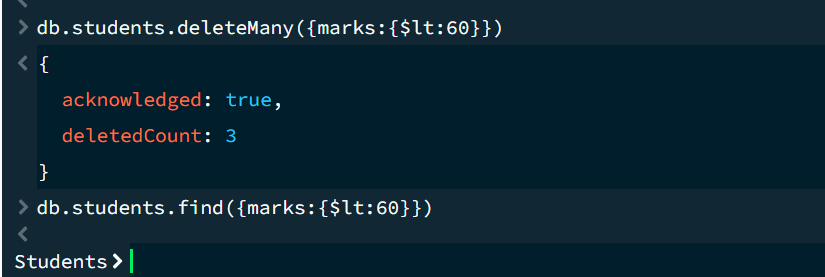 > db.students.deleteMany({marks:{$lt:60}})
< {
acknowledged: true,
deletedCount: 3
}
> db.students.find({marks:{$lt:60}})
<
Students>